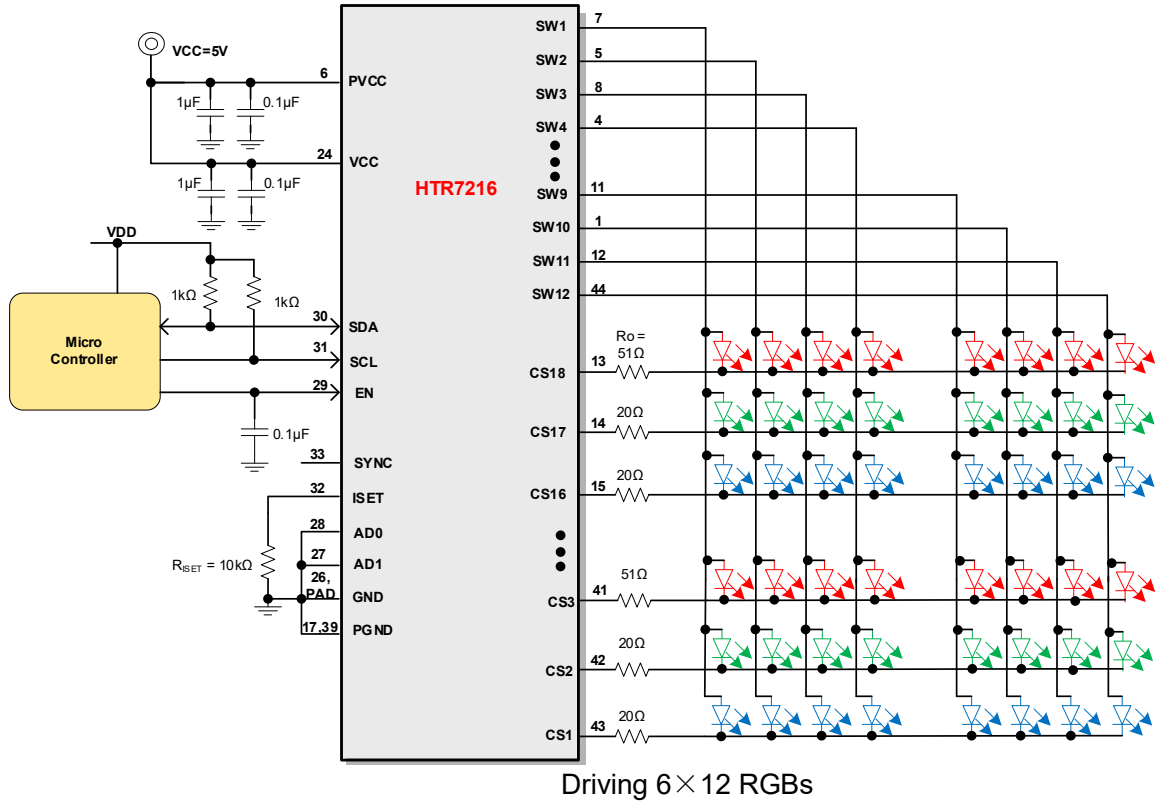 VCC=5V
6
PVCC
1µF
0.1µF
24
VCC
1µF
0.1µF
VDD
1kΩ
1kΩ
Micro
Controller
30
SDA
31
SCL
29
EN
0.1µF
33
SYNC
32
ISET
28
AD0
R_ISET = 10kΩ
27
AD1
26,
PAD
GND
17,39
PGND
HTR7216
SW1
7
SW2
5
SW3
8
SW4
4
SW9
11
SW10
1
SW11
12
SW12
44
Ro =
51Ω
CS18
13
20Ω
CS17
14
20Ω
CS16
15
51Ω
CS3
41
20Ω
CS2
42
20Ω
CS1
43
Driving 6×12 RGBs